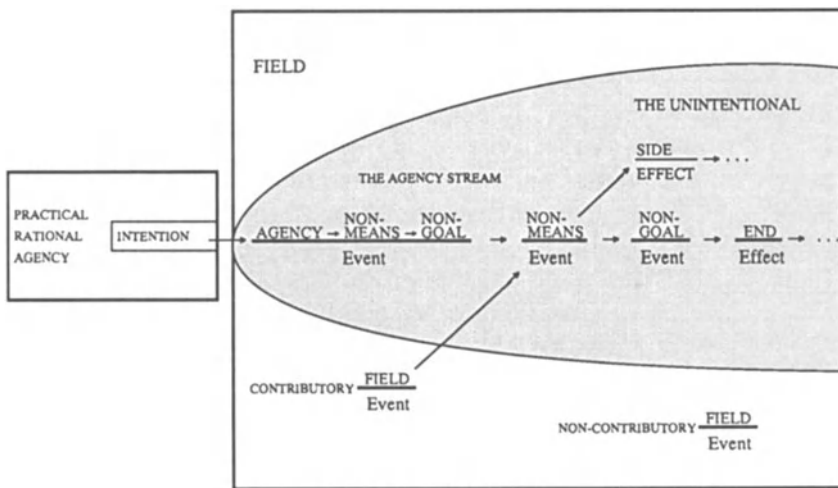 FIELD
THE UNINTENTIONAL
SIDE
EFFECT
→ ...
THE AGENCY STREAM
PRACTICAL
RATIONAL
AGENCY
INTENTION
NON- NON-
AGENCY → MEANS → GOAL
Event
NON-
MEANS
Event
NON-
GOAL
Event
END
Effect
→ ...
CONTRIBUTORY FIELD
Event
NON-CONTRIBUTORY FIELD
Event